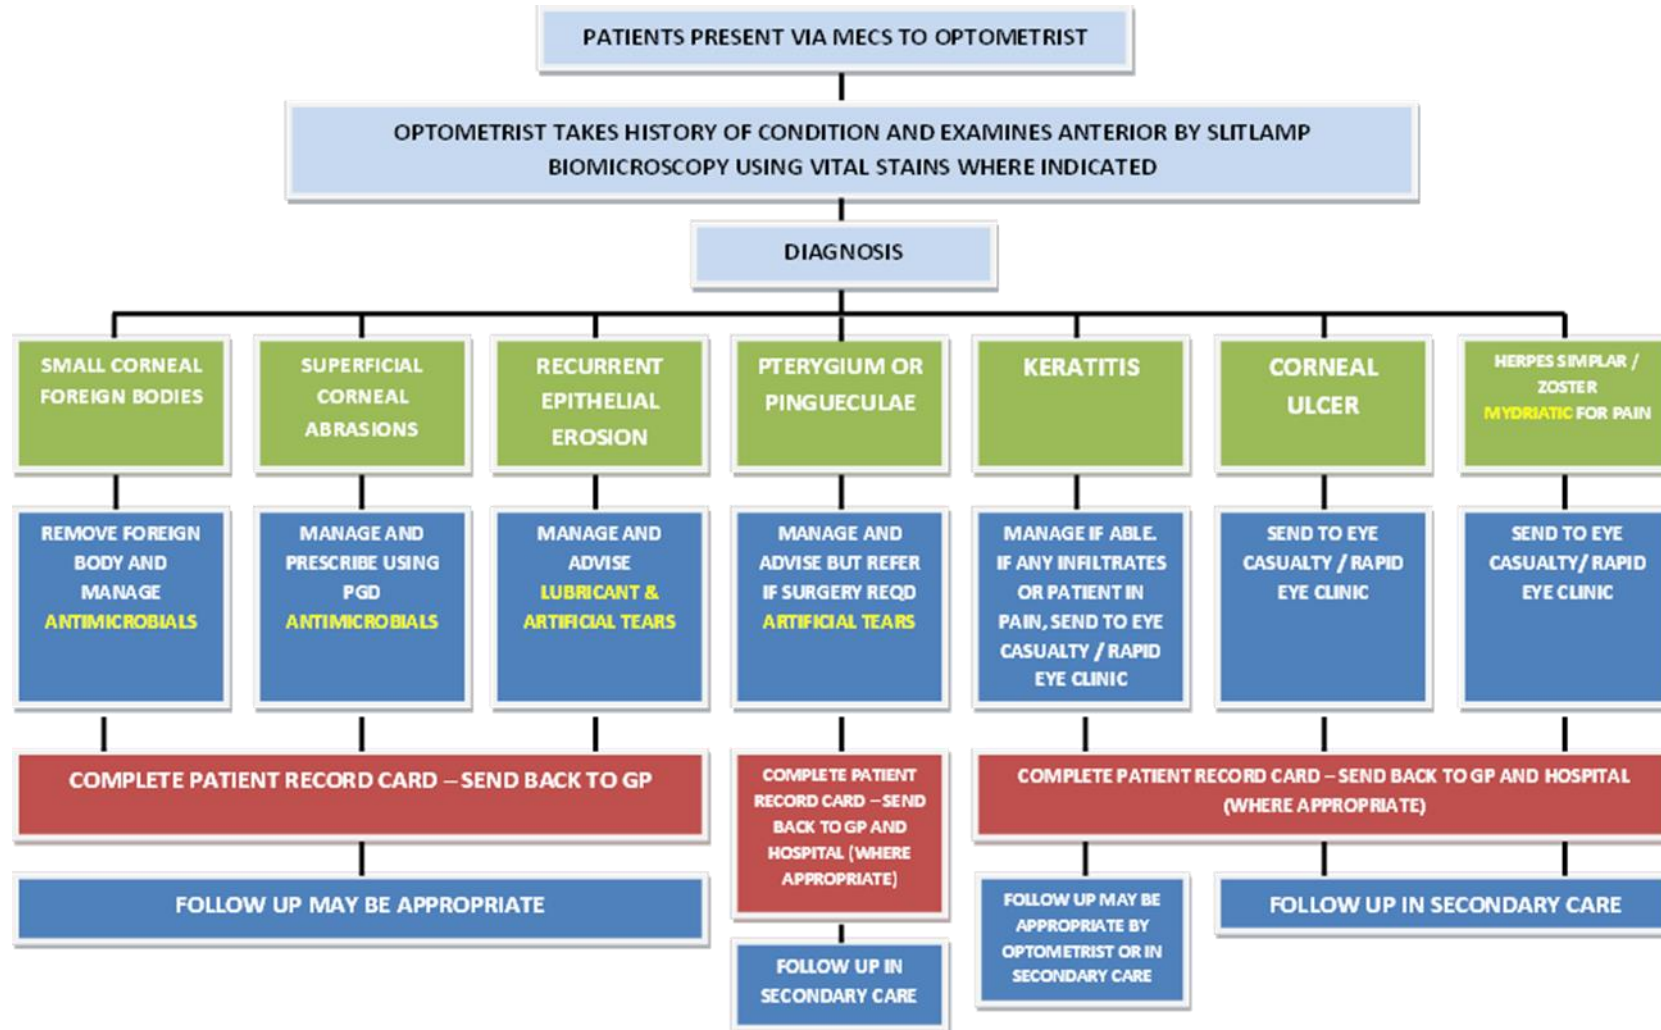 PATIENTS PRESENT VIA MECS TO OPTOMETRIST
OPTOMETRIST TAKES HISTORY OF CONDITION AND EXAMINES ANTERIOR BY SLITLAMP
BIOMICROSCOPY USING VITAL STAINS WHERE INDICATED
DIAGNOSIS
SMALL CORNEAL
FOREIGN BODIES
SUPERFICIAL
CORNEAL
ABRASIONS
RECURRENT
EPITHELIAL
EROSION
PTERYGIUM OR
PINGUECULAE
KERATITIS
CORNEAL
ULCER
HERPES SIMPLAR /
ZOSTER
MYDRIATIC FOR PAIN
REMOVE FOREIGN
BODY AND
MANAGE
ANTIMICROBIALS
MANAGE AND
PRESCRIBE USING
PGD
ANTIMICROBIALS
MANAGE AND
ADVISE
LUBRICANT &
ARTIFICIAL TEARS
MANAGE AND
ADVISE BUT REFER
IF SURGERY REQD
ARTIFICIAL TEARS
MANAGE IF ABLE.
IF ANY INFILTRATES
OR PATIENT IN
PAIN, SEND TO EYE
CASUALTY / RAPID
EYE CLINIC
SEND TO EYE
CASUALTY / RAPID
EYE CLINIC
SEND TO EYE
CASUALTY/ RAPID
EYE CLINIC
COMPLETE PATIENT RECORD CARD – SEND BACK TO GP
COMPLETE PATIENT
RECORD CARD – SEND
BACK TO GP AND
HOSPITAL (WHERE
APPROPRIATE)
COMPLETE PATIENT RECORD CARD – SEND BACK TO GP AND HOSPITAL
(WHERE APPROPRIATE)
FOLLOW UP MAY BE APPROPRIATE
FOLLOW UP IN
SECONDARY CARE
FOLLOW UP MAY BE
APPROPRIATE BY
OPTOMETRIST OR IN
SECONDARY CARE
FOLLOW UP IN SECONDARY CARE